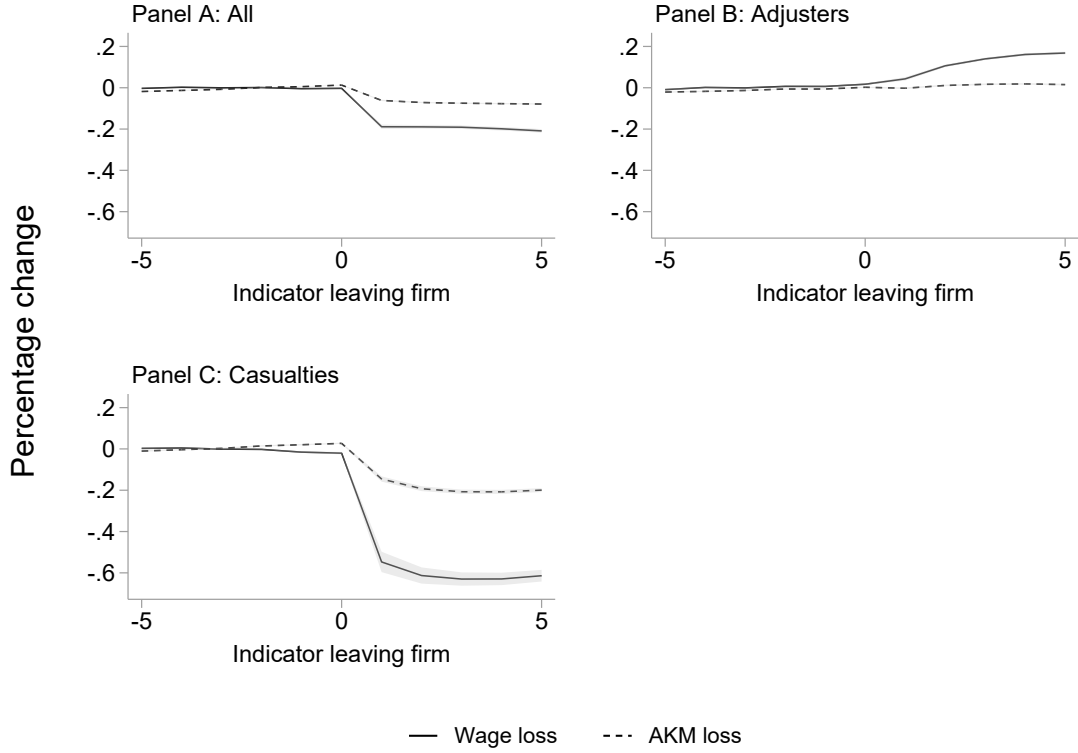 Panel A: All
.2
0
-.2
-.4
-.6
-5 0 5
Indicator leaving firm
Panel B: Adjusters
.2
0
-.2
-.4
-.6
-5 0 5
Indicator leaving firm
Percentage change
Panel C: Casualties
.2
0
-.2
-.4
-.6
-5 0 5
Indicator leaving firm
Wage loss AKM loss